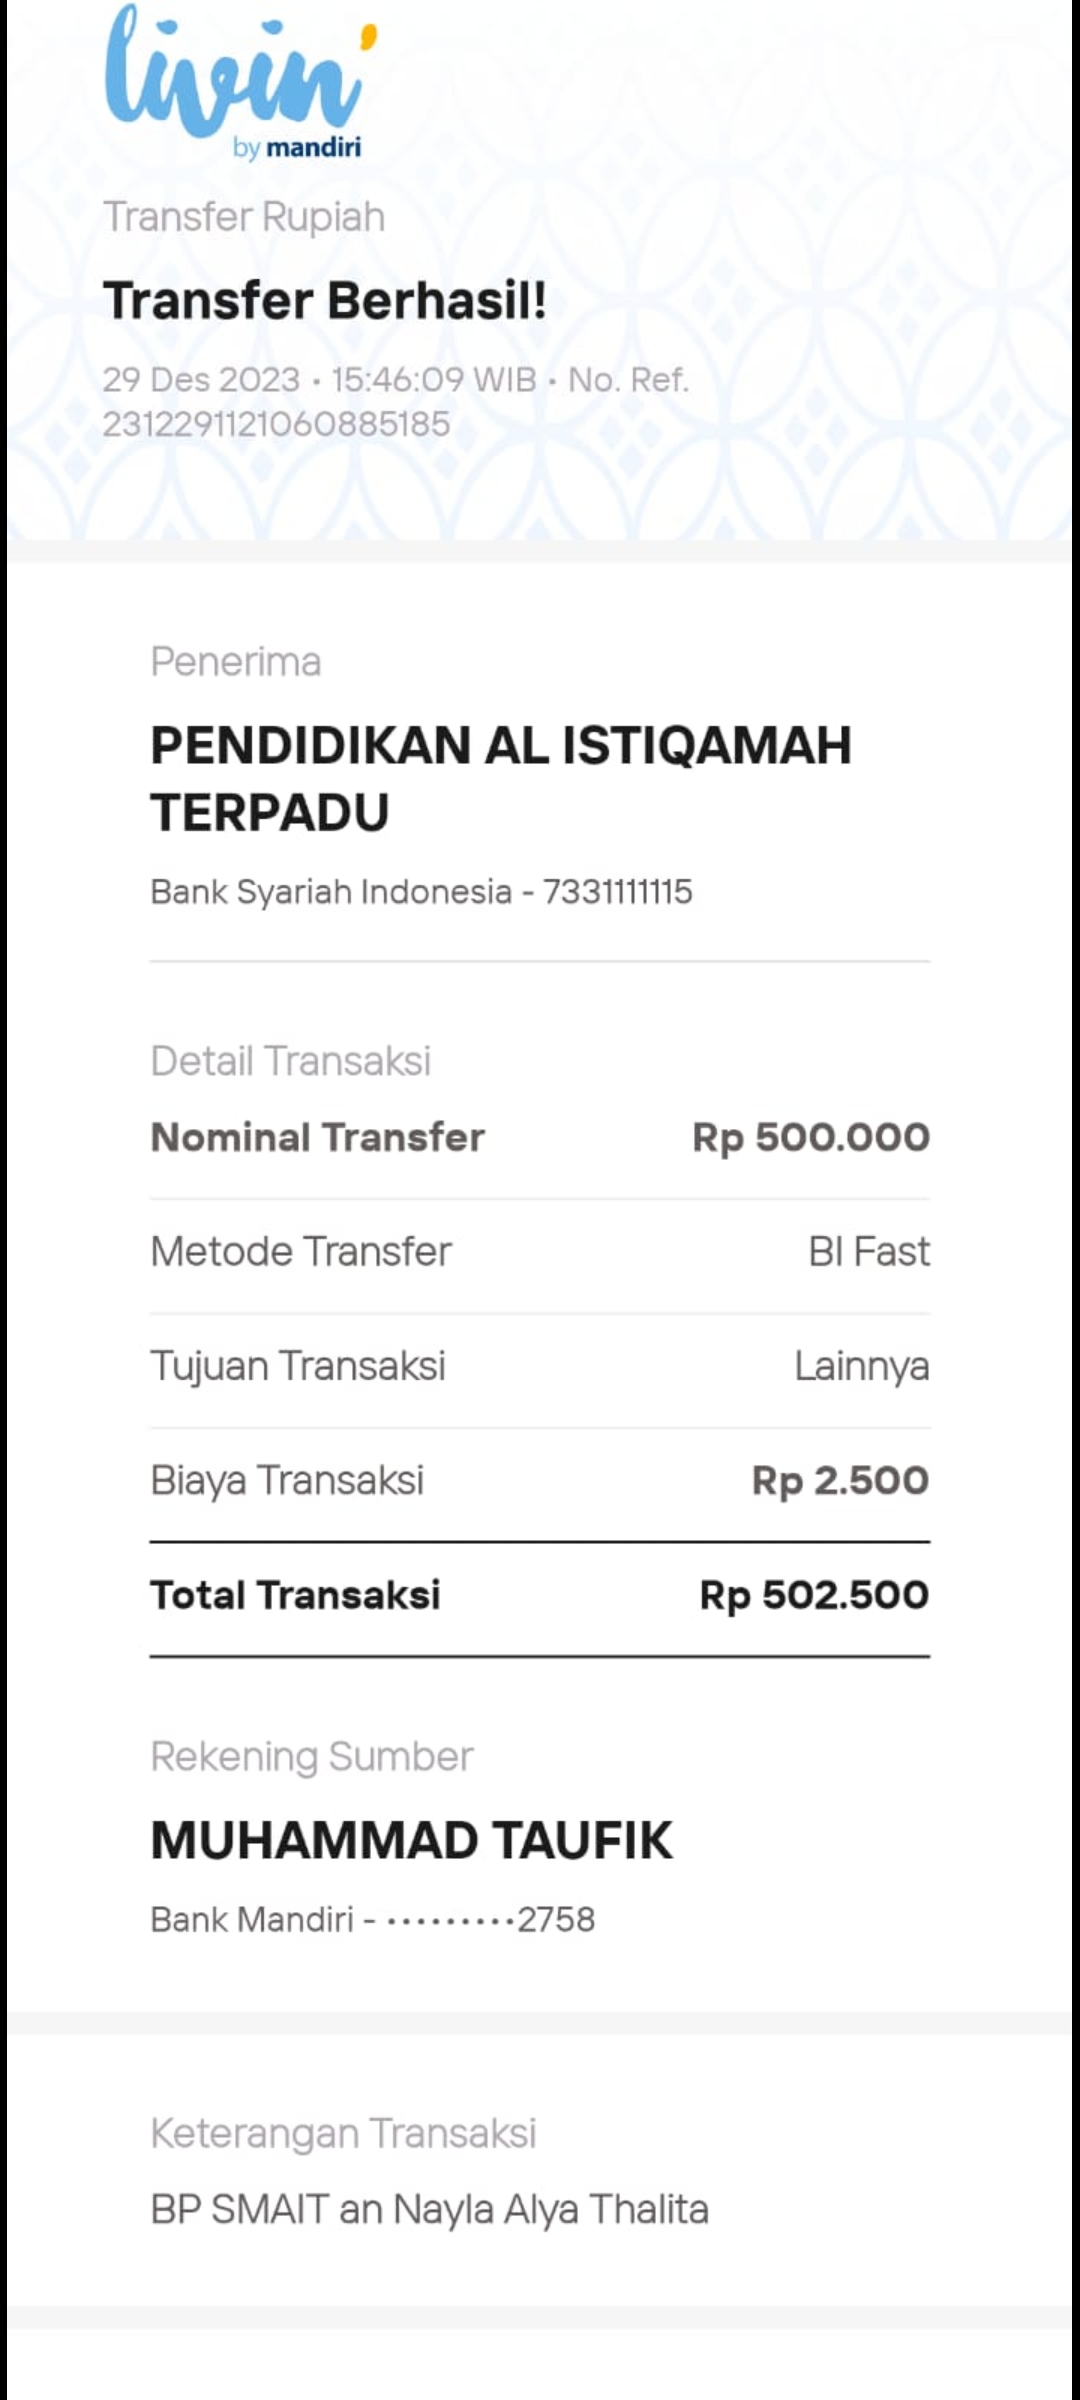 livin'
by mandiri
Transfer Rupiah
Transfer Berhasil!
29 Des 2023 • 15:46:09 WIB • No. Ref.
2312291121060885185
Penerima
PENDIDIKAN AL ISTIQAMAH
TERPADU
Bank Syariah Indonesia - 7331111115
Detail Transaksi
Nominal Transfer Rp 500.000
Metode Transfer BI Fast
Tujuan Transaksi Lainnya
Biaya Transaksi Rp 2.500
Total Transaksi Rp 502.500
Rekening Sumber
MUHAMMAD TAUFIK
Bank Mandiri - •••••••••2758
Keterangan Transaksi
BP SMAIT an Nayla Alya Thalita